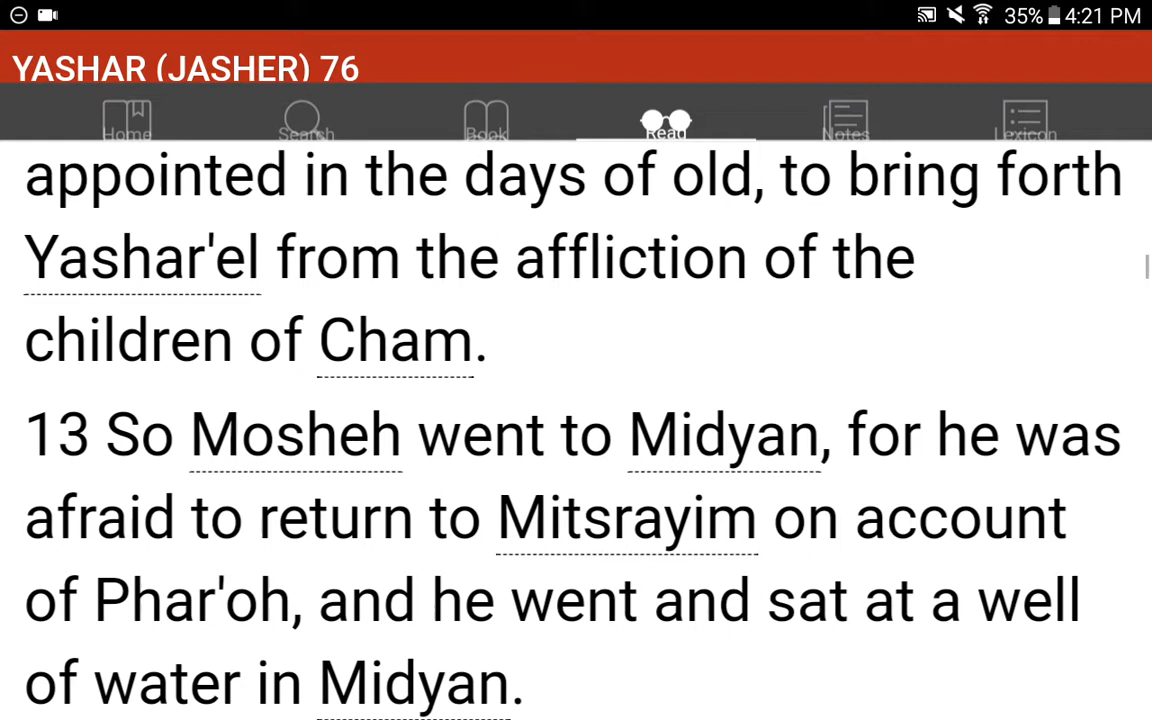 35% 4:21 PM
YASHAR (JASHER) 76
Home Search Book Read Notes Lexicon
appointed in the days of old, to bring forth
Yashar'el from the affliction of the
children of Cham.
13 So Mosheh went to Midyan, for he was
afraid to return to Mitsrayim on account
of Phar'oh, and he went and sat at a well
of water in Midyan.